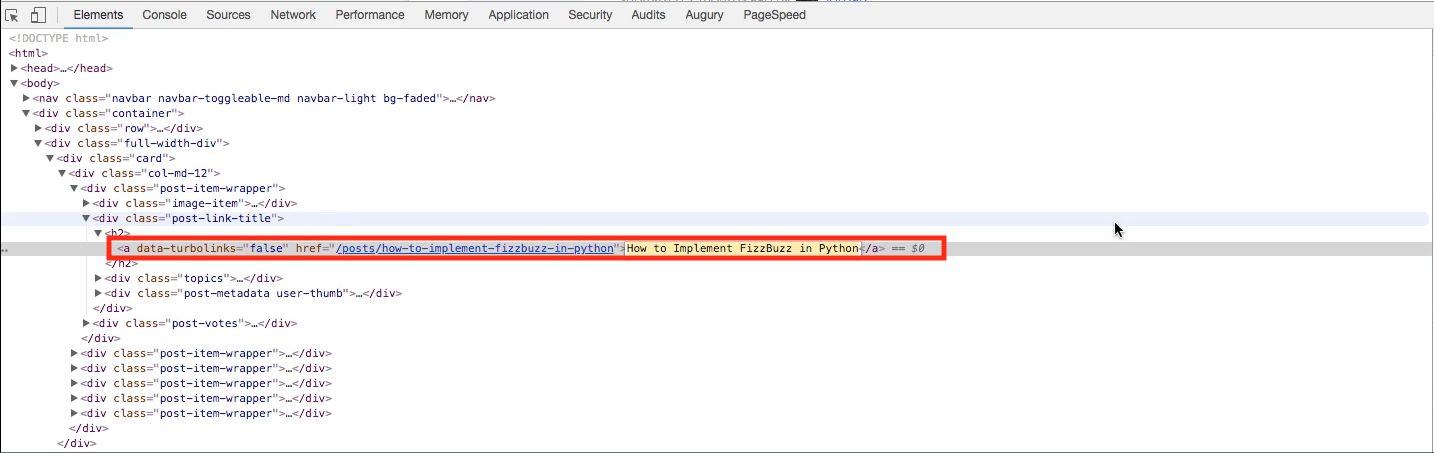 Elements Console Sources Network Performance Memory Application Security Audits Augury PageSpeed
<!DOCTYPE html>
<html>
▶<head>…</head>
▼<body>
▶<nav class="navbar navbar-toggleable-md navbar-light bg-faded">…</nav>
▼<div class="container">
▶<div class="row">…</div>
▼<div class="full-width-div">
▼<div class="card">
▼<div class="col-md-12">
▼<div class="post-item-wrapper">
▶<div class="image-item">…</div>
▼<div class="post-link-title">
▼<h2>
<a data-turbolinks="false" href="/posts/how-to-implement-fizzbuzz-in-python">How to Implement FizzBuzz in Python</a> == $0
</h2>
▶<div class="topics">…</div>
▶<div class="post-metadata user-thumb">…</div>
</div>
▶<div class="post-votes">…</div>
</div>
▶<div class="post-item-wrapper">…</div>
▶<div class="post-item-wrapper">…</div>
▶<div class="post-item-wrapper">…</div>
▶<div class="post-item-wrapper">…</div>
▶<div class="post-item-wrapper">…</div>
</div>
</div>